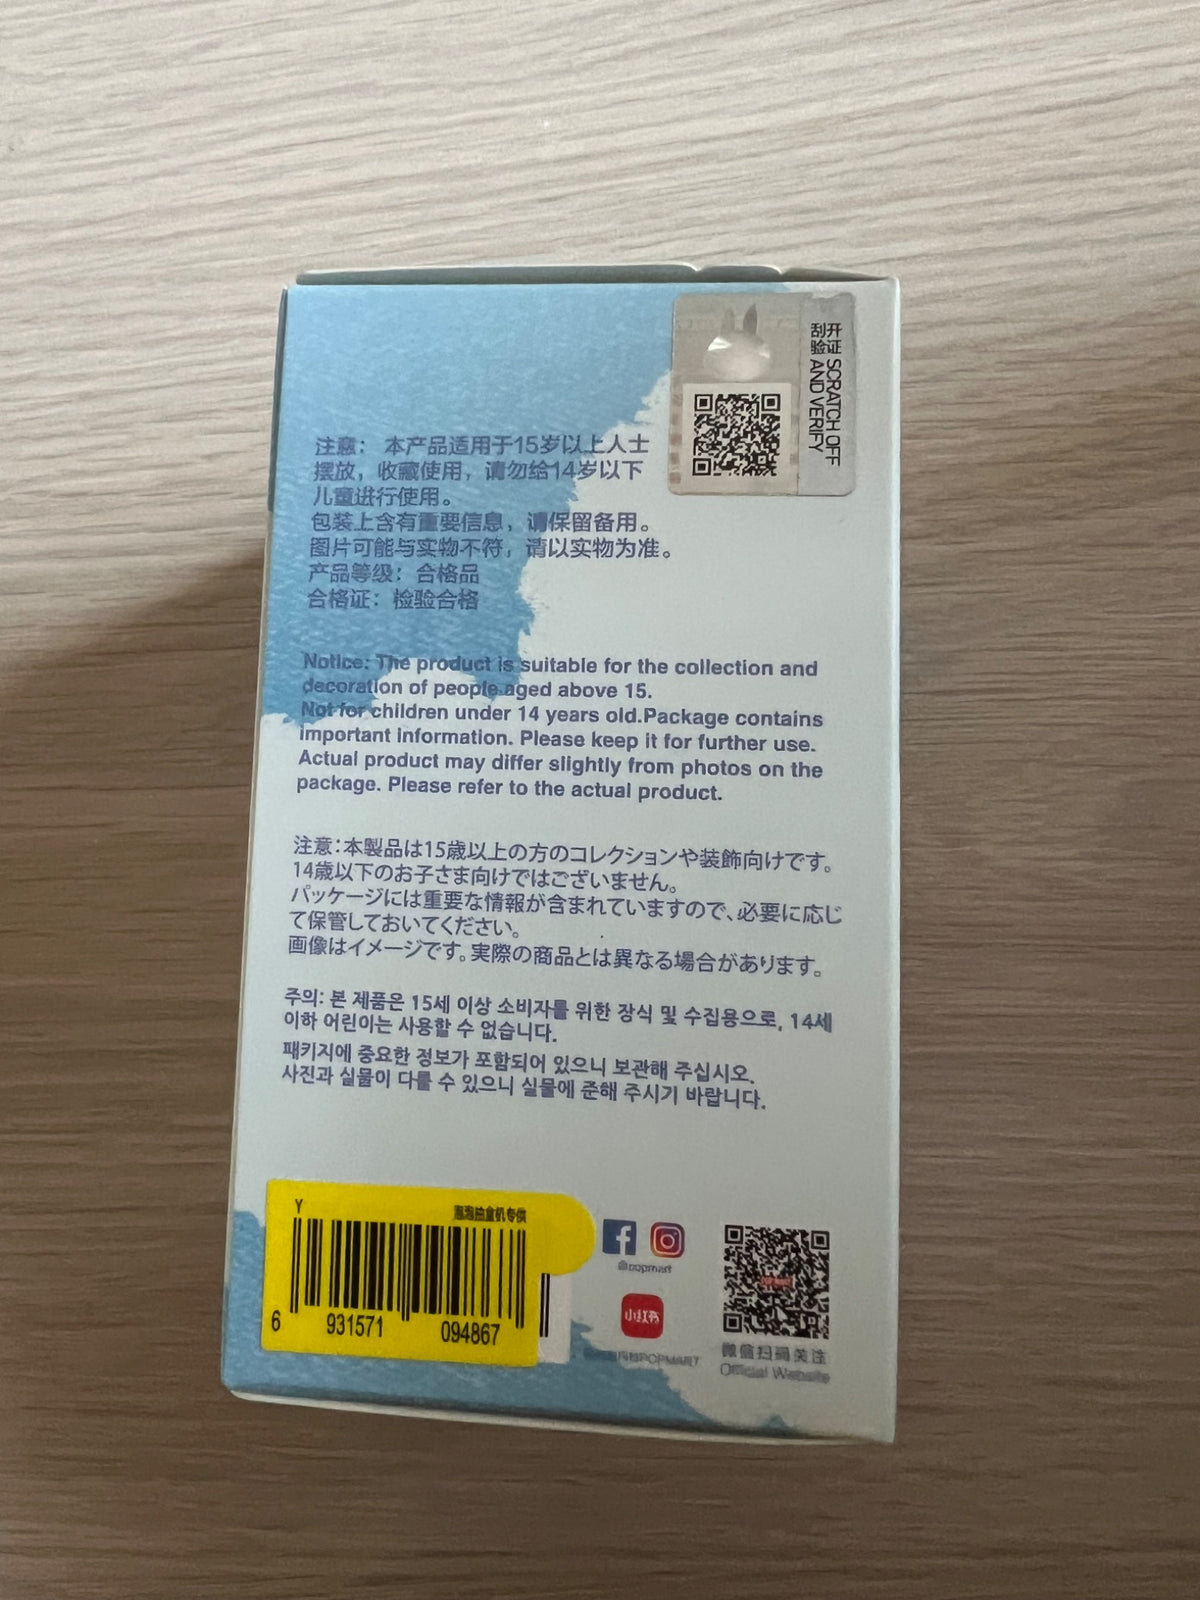 开
刮
证 SCRATCH OFF
验 AND VERIFY
注意： 本产品适用于15岁以上人士
摆放，收藏使用，请勿给14岁以下
儿童进行使用。
包装上含有重要信息，请保留备用。
图片可能与实物不符，请以实物为准。
产品等级：合格品
合格证：检验合格
Notice: The product is suitable for the collection and
decoration of people aged above 15.
Not for children under 14 years old.Package contains
important information. Please keep it for further use.
Actual product may differ slightly from photos on the
package. Please refer to the actual product.
注意：本製品は15歳以上の方のコレクションや装飾向けです。
14歳以下のお子さま向けではございません。
パッケージには重要な情報が含まれていますので、必要に応じ
て保管しておいてください。
画像はイメージです。実際の商品とは異なる場合があります。
주의: 본 제품은 15세 이상 소비자를 위한 장식 및 수집용으로, 14세
이하 어린이는 사용할 수 없습니다.
패키지에 중요한 정보가 포함되어 있으니 보관해 주십시오.
사진과 실물이 다를 수 있으니 실물에 준해 주시기 바랍니다.
Y 泡泡抽盒机专供
6 931571 094867
@popmart
小红书
POPMART
微信扫码关注
Official Website